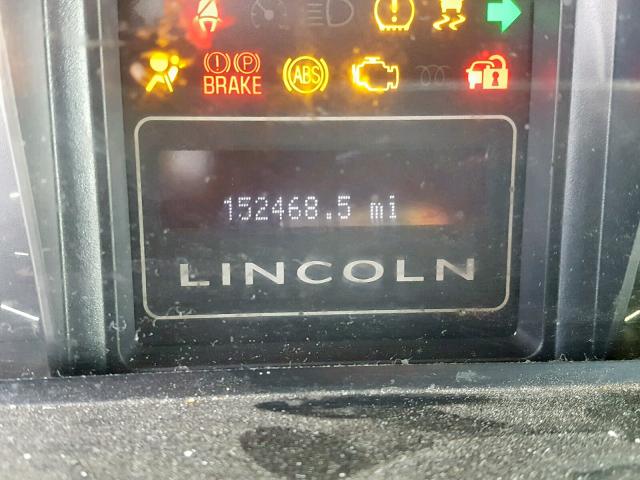 (!) (P)
BRAKE
ABS
152468.5 mi
LINCOLN